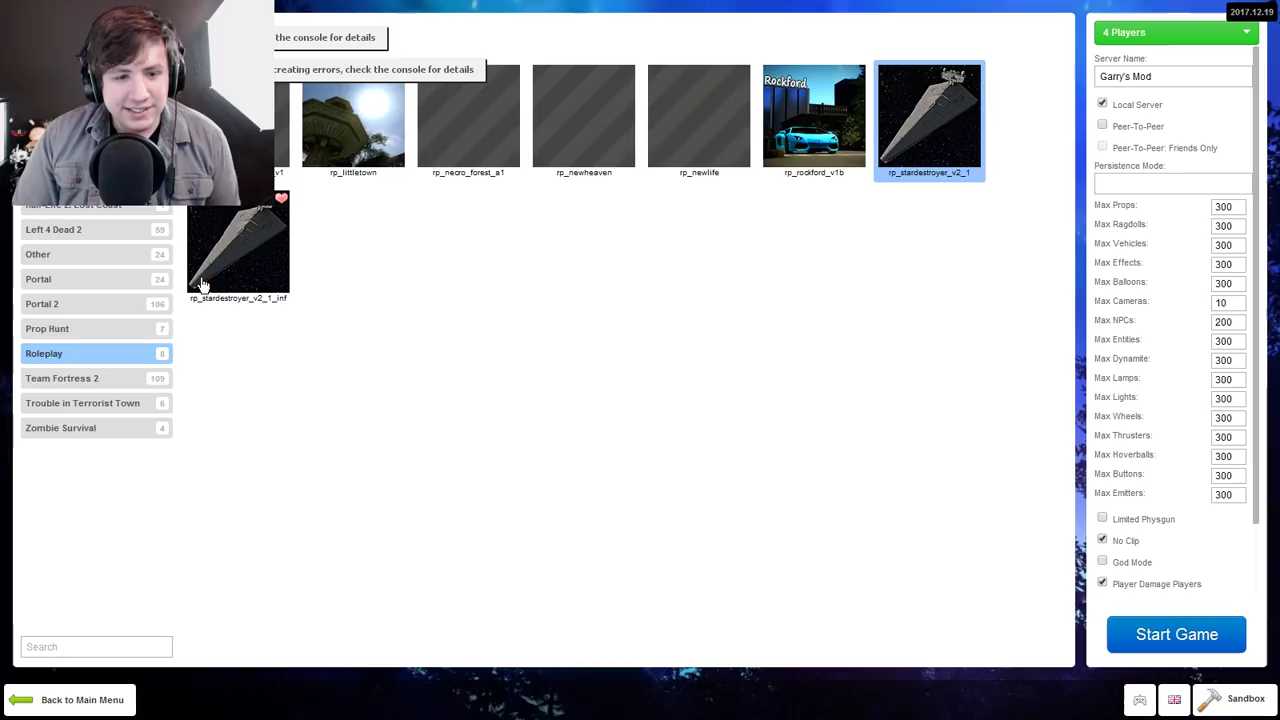 2017.12.19
the console for details
creating errors, check the console for details
v1
rp_littletown
rp_necro_forest_a1
rp_newheaven
rp_newlife
Rockford
rp_rockford_v1b
rp_stardestroyer_v2_1
rp_stardestroyer_v2_1_inf
Half-Life 2: Lost Coast
Left 4 Dead 2 59
Other 24
Portal 24
Portal 2 106
Prop Hunt 7
Roleplay 8
Team Fortress 2 109
Trouble in Terrorist Town 6
Zombie Survival 4
Search
Back to Main Menu
4 Players
Server Name:
Garry's Mod
Local Server
Peer-To-Peer
Peer-To-Peer: Friends Only
Persistence Mode:
Max Props: 300
Max Ragdolls: 300
Max Vehicles: 300
Max Effects: 300
Max Balloons: 300
Max Cameras: 10
Max NPCs: 200
Max Entities: 300
Max Dynamite: 300
Max Lamps: 300
Max Lights: 300
Max Wheels: 300
Max Thrusters: 300
Max Hoverballs: 300
Max Buttons: 300
Max Emitters: 300
Limited Physgun
No Clip
God Mode
Player Damage Players
Start Game
Sandbox